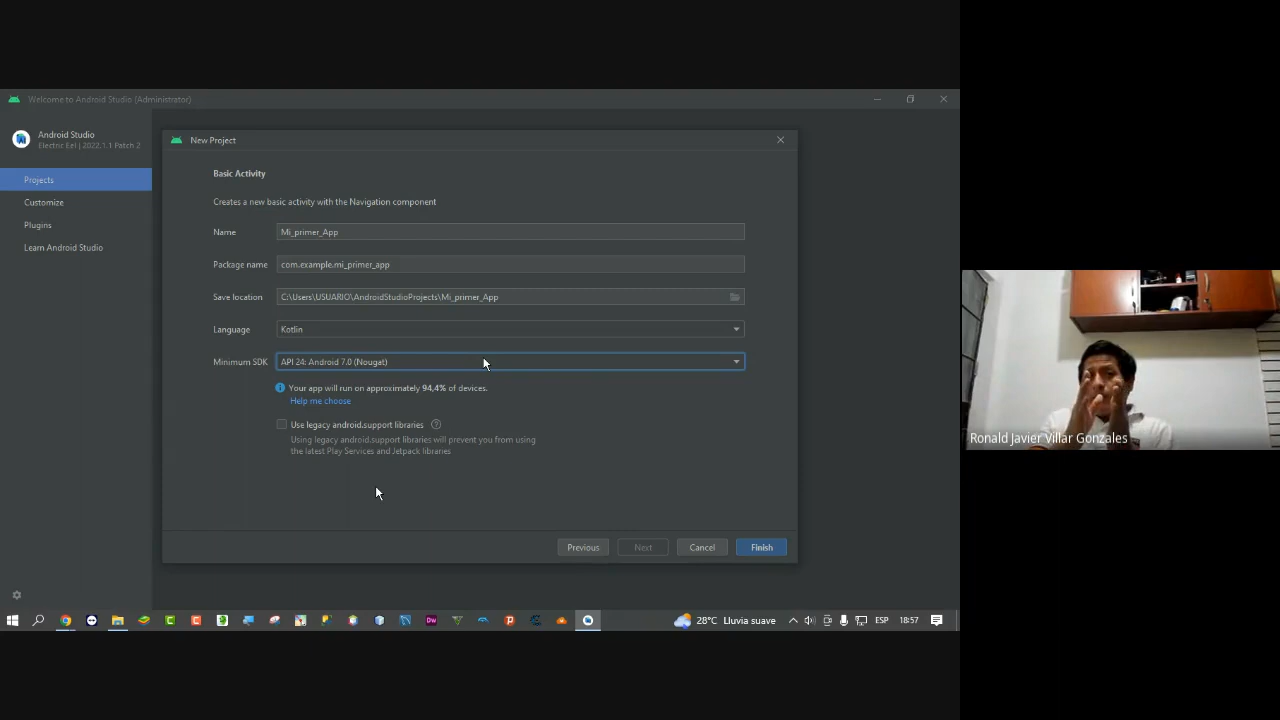 Welcome to Android Studio (Administrator)
Android Studio
Electric Eel | 2022.1.1 Patch 2
Projects
Customize
Plugins
Learn Android Studio
New Project
Basic Activity
Creates a new basic activity with the Navigation component
Name
Mi_primer_App
Package name
com.example.mi_primer_app
Save location
C:\Users\USUARIO\AndroidStudioProjects\Mi_primer_App
Language
Kotlin
Minimum SDK
API 24: Android 7.0 (Nougat)
Your app will run on approximately 94,4% of devices.
Help me choose
Use legacy android.support libraries
Using legacy android.support libraries will prevent you from using
the latest Play Services and Jetpack libraries
Previous
Next
Cancel
Finish
Ronald Javier Villar Gonzales
Dw
28°C Lluvia suave
ESP
18:57